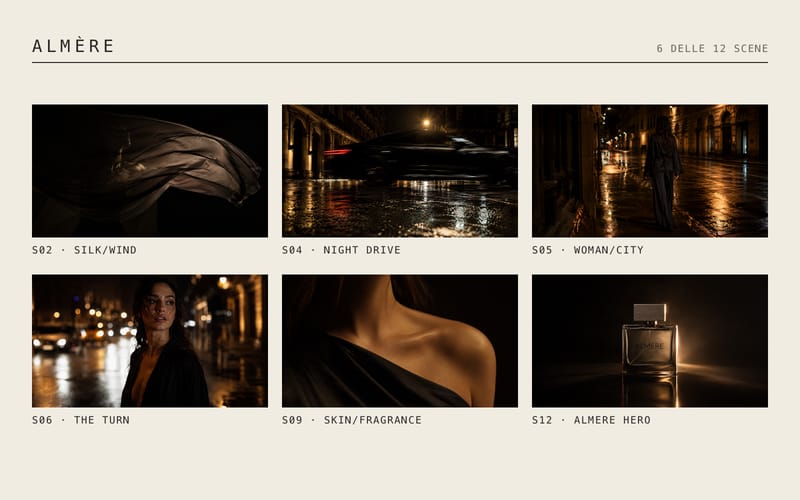 ALMÈRE
6 DELLE 12 SCENE
S02 · SILK/WIND
S04 · NIGHT DRIVE
S05 · WOMAN/CITY
ALMERE
S06 · THE TURN
S09 · SKIN/FRAGRANCE
S12 · ALMERE HERO